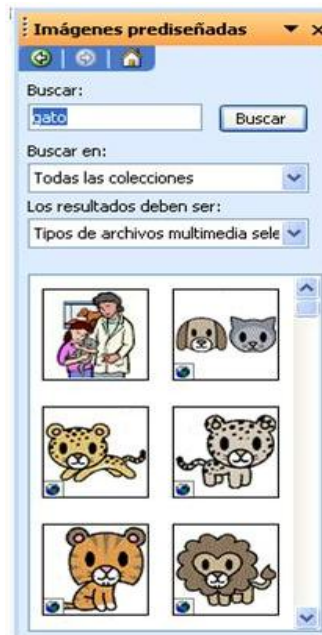 Imágenes prediseñadas
Buscar:
gato Buscar
Buscar en:
Todas las colecciones
Los resultados deben ser:
Tipos de archivos multimedia sele